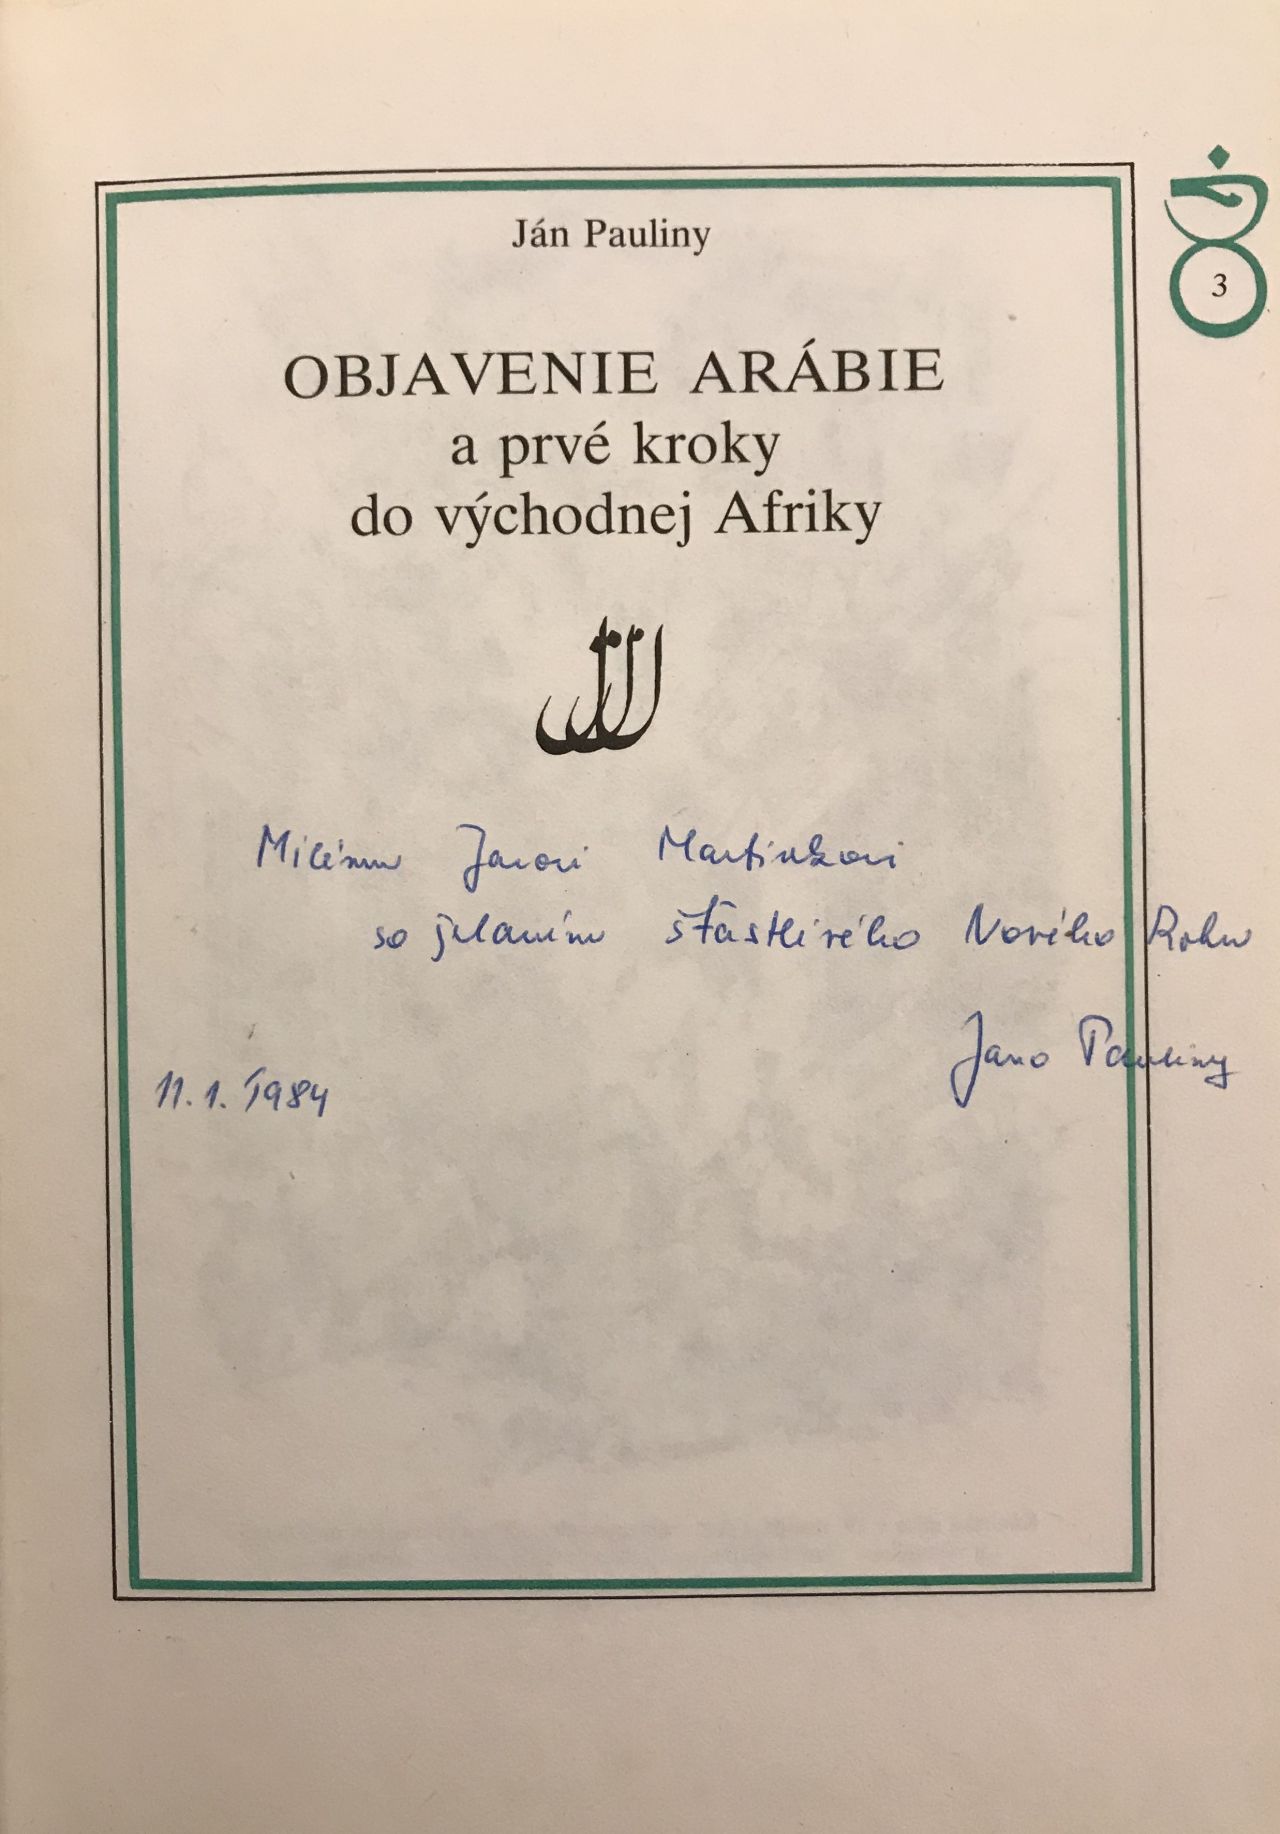 Ján Pauliny
3
OBJAVENIE ARÁBIE
a prvé kroky
do východnej Afriky
Milému Janovi Martinkovi
so želaním šťastlivého Nového Roku
Jano Pauliny
11.1.1984